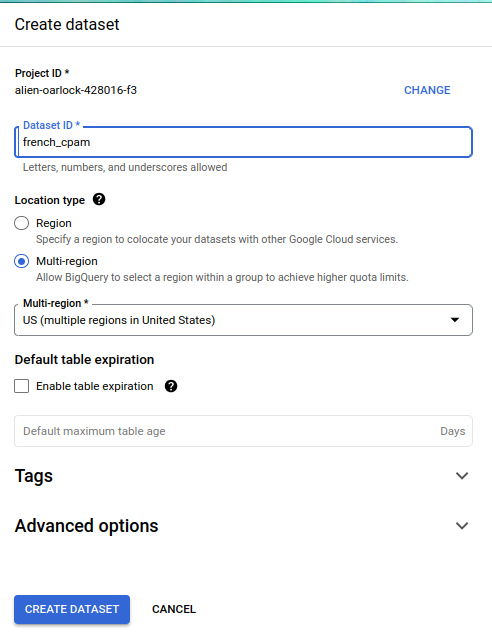 Create dataset
Project ID *
alien-oarlock-428016-f3
CHANGE
Dataset ID *
french_cpam
Letters, numbers, and underscores allowed
Location type ?
Region
Specify a region to colocate your datasets with other Google Cloud services.
Multi-region
Allow BigQuery to select a region within a group to achieve higher quota limits.
Multi-region *
US (multiple regions in United States)
Default table expiration
Enable table expiration ?
Default maximum table age
Days
Tags
Advanced options
CREATE DATASET
CANCEL